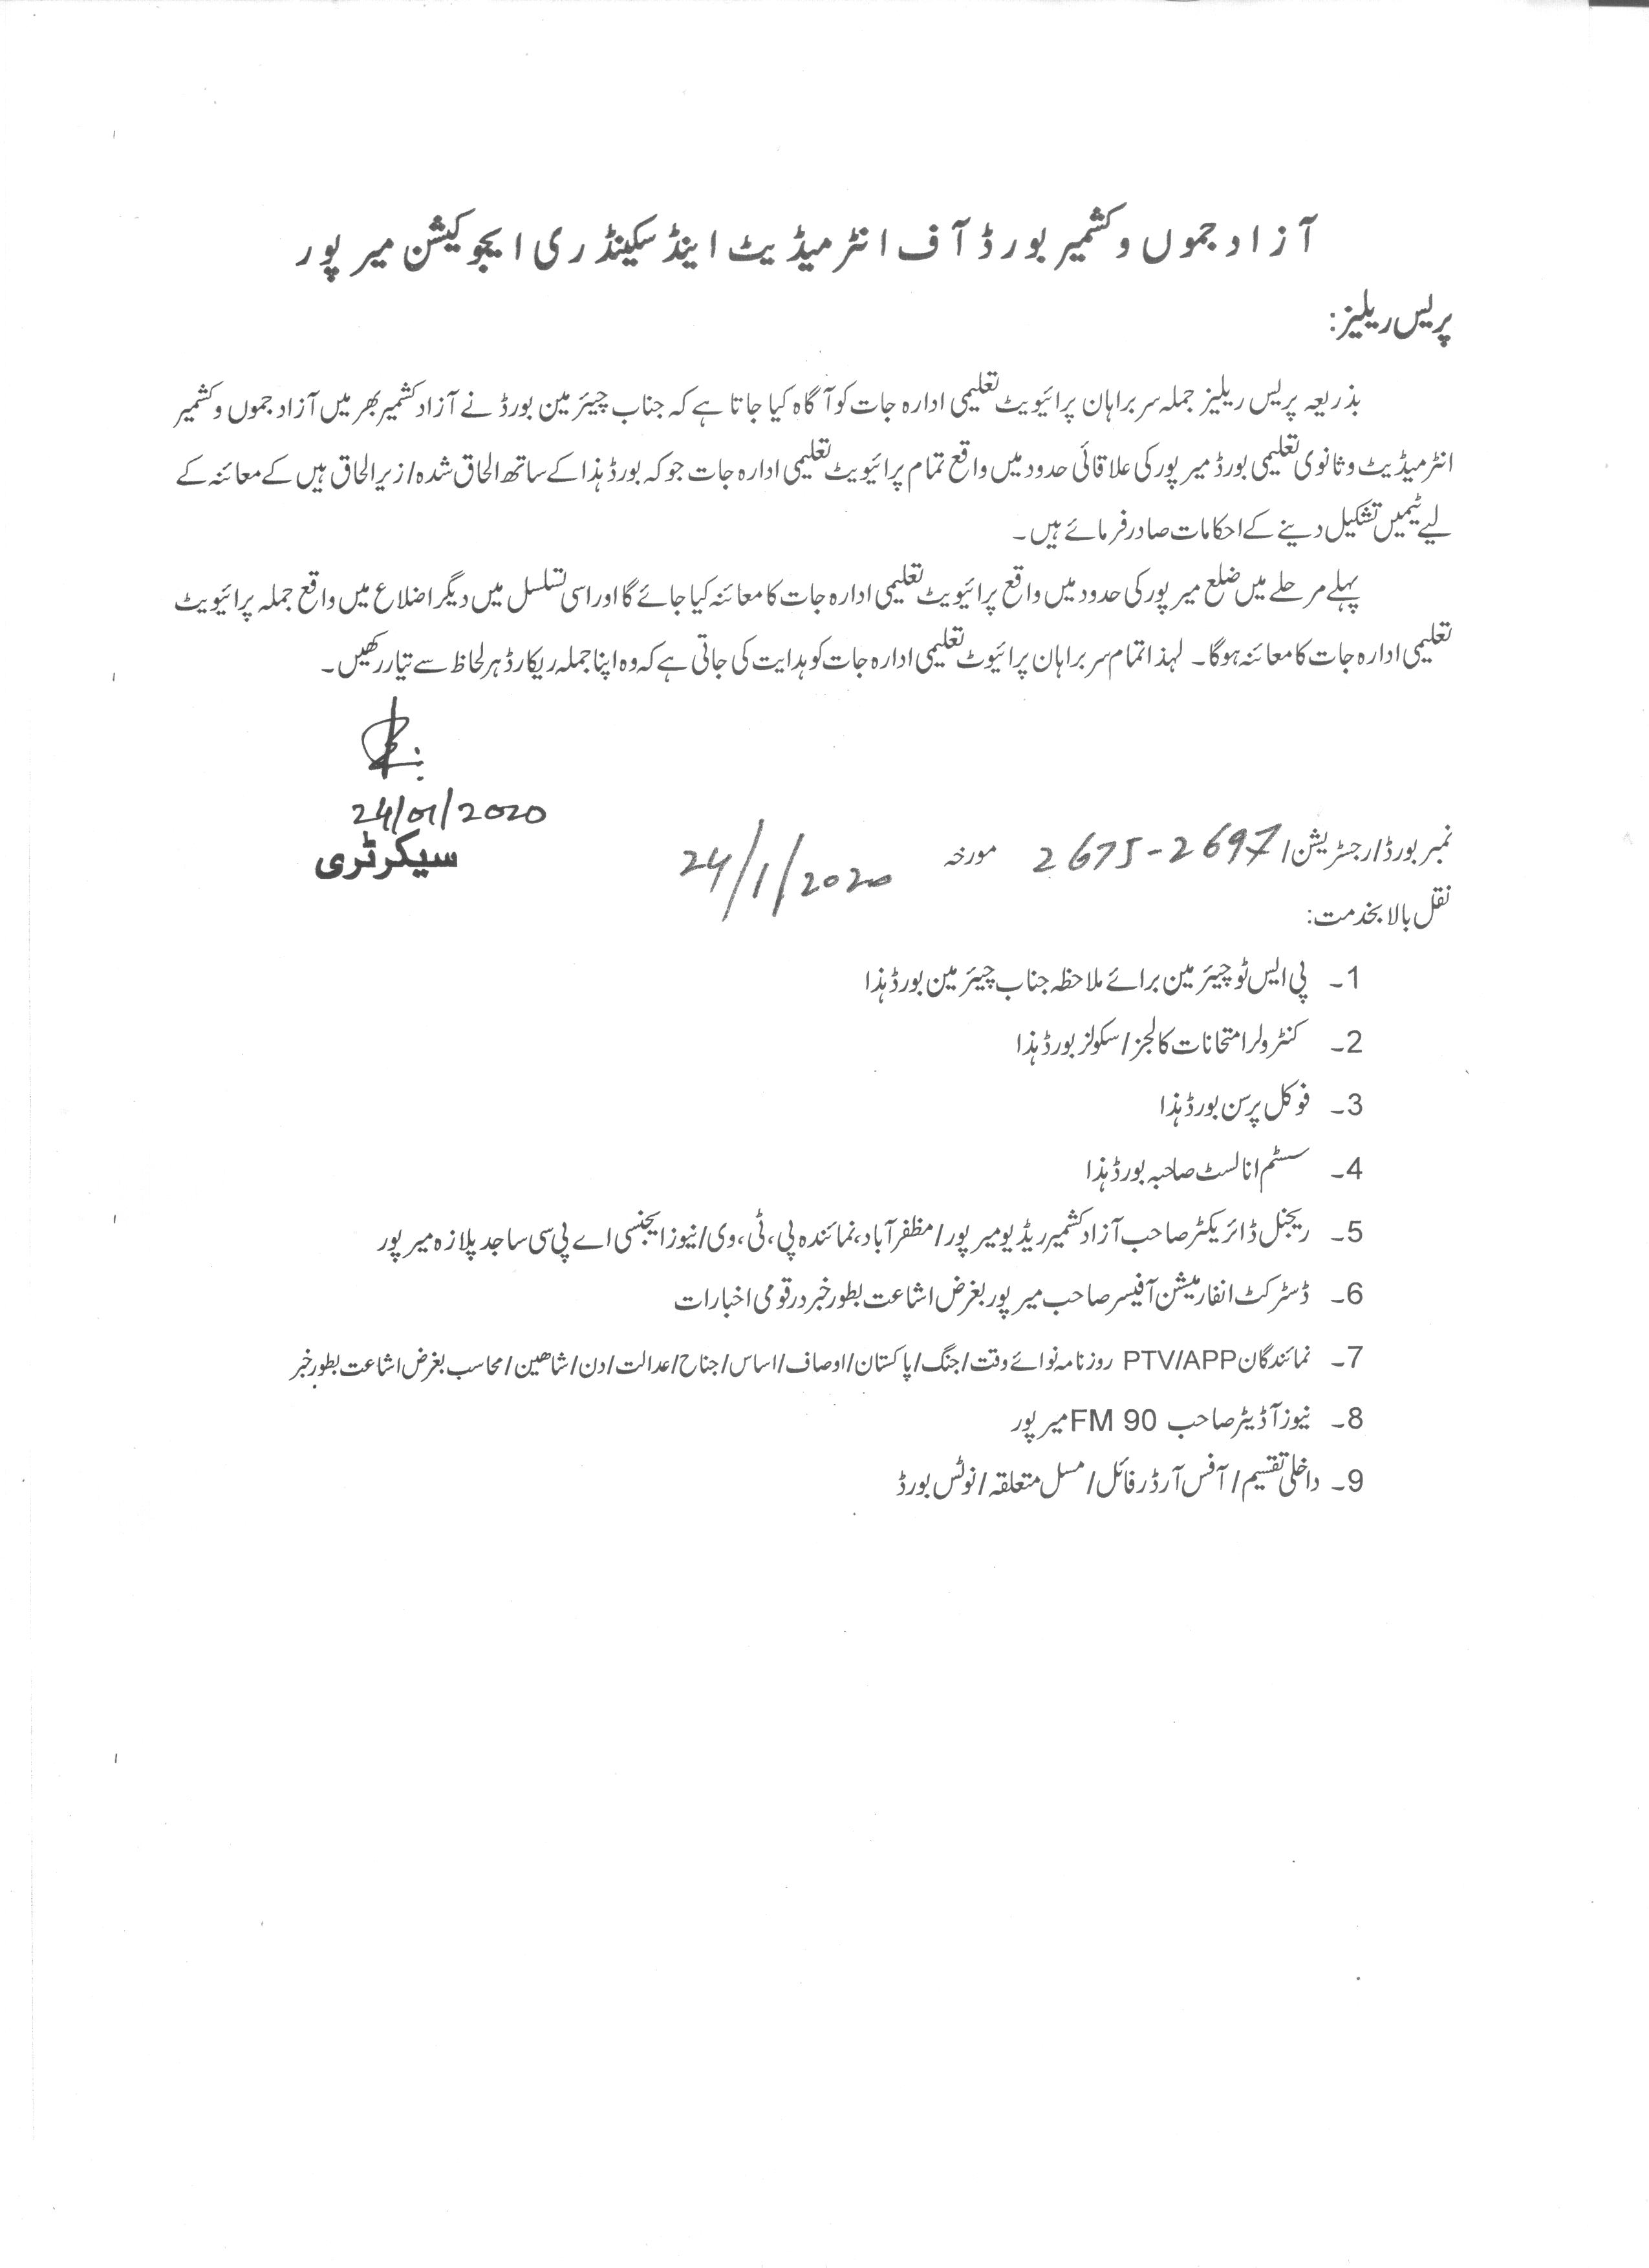 آزاد جموں و کشمیر بورڈ آف انٹرمیڈیٹ اینڈ سکینڈری ایجوکیشن میرپور
پریس ریلیز:
بذریعہ پریس ریلیز جملہ سربراہان پرائیویٹ تعلیمی ادارہ جات کو آگاہ کیا جاتا ہے کہ جناب چیئرمین بورڈ نے آزاد کشمیر بھر میں آزاد جموں و کشمیر
انٹرمیڈیٹ و ثانوی تعلیمی بورڈ میرپور کی علاقائی حدود میں واقع تمام پرائیویٹ تعلیمی ادارہ جات جو کہ بورڈ ہذا کے ساتھ الحاق شدہ/زیر الحاق ہیں کے معائنہ کے
لیے ٹیمیں تشکیل دینے کے احکامات صادر فرمائے ہیں۔
پہلے مرحلے میں ضلع میرپور کی حدود میں واقع پرائیویٹ تعلیمی ادارہ جات کا معائنہ کیا جائے گا اور اسی تسلسل میں دیگر اضلاع میں واقع جملہ پرائیویٹ
تعلیمی ادارہ جات کا معائنہ ہوگا۔ لہذا تمام سربراہان پرائیوٹ تعلیمی ادارہ جات کو ہدایت کی جاتی ہے کہ وہ اپنا جملہ ریکارڈ ہر لحاظ سے تیار رکھیں۔
24/01/2020
سیکرٹری
نمبر بورڈ/رجسٹریشن/ 2675-2697 مورخہ 24/1/2020
نقل بالا بخدمت:
1۔ پی ایس ٹو چیئرمین برائے ملاحظہ جناب چیئرمین بورڈ ہذا
2۔ کنٹرولر امتحانات کالجز/سکولز بورڈ ہذا
3۔ فوکل پرسن بورڈ ہذا
4۔ سسٹم انالسٹ صاحبہ بورڈ ہذا
5۔ ریجنل ڈائریکٹر صاحب آزاد کشمیر ریڈیو میرپور/مظفرآباد، نمائندہ پی، ٹی، وی/نیوز ایجنسی اے پی سی ساجد پلازہ میرپور
6۔ ڈسٹرکٹ انفارمیشن آفیسر صاحب میرپور بغرض اشاعت بطور خبر در قومی اخبارات
7۔ نمائندگان PTV/APP روزنامہ نوائے وقت/جنگ/پاکستان/اوصاف/اساس/جناح/عدالت/دن/شاھین/محاسب بغرض اشاعت بطور خبر
8۔ نیوز آڈیٹر صاحب FM 90 میرپور
9۔ داخلی تقسیم/آفس آرڈر فائل/مسل متعلقہ/نوٹس بورڈ